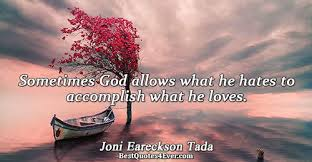 Sometimes God allows what he hates to
accomplish what he loves.
Joni Eareckson Tada
BestQuotes4Ever.com